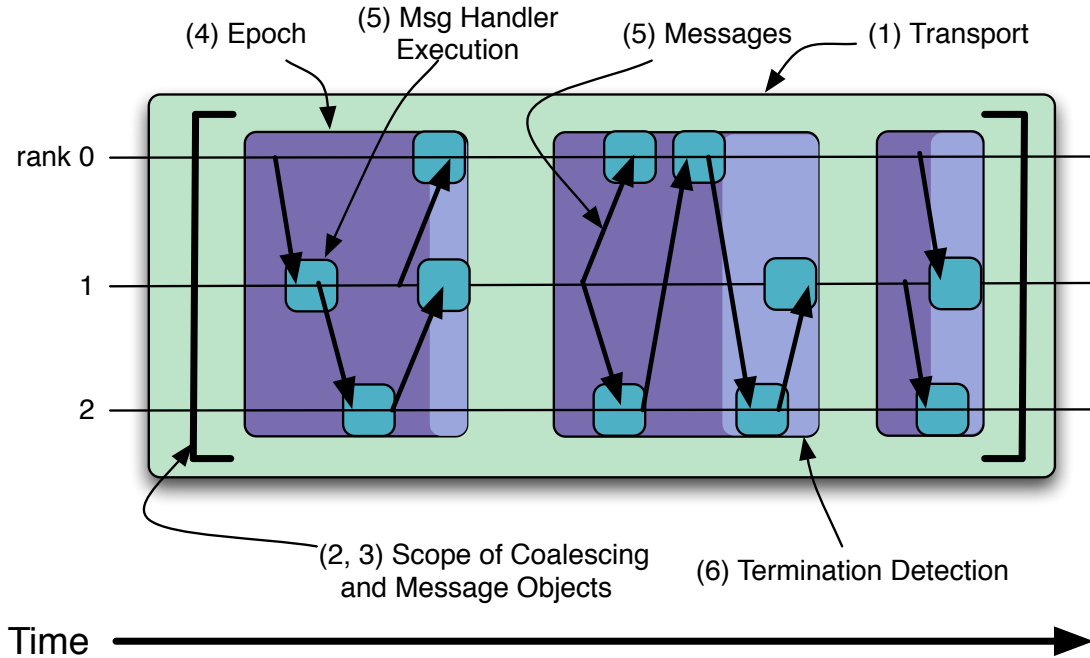 (4) Epoch
(5) Msg Handler
Execution
(5) Messages
(1) Transport
rank 0
1
2
(2, 3) Scope of Coalescing
and Message Objects
(6) Termination Detection
Time